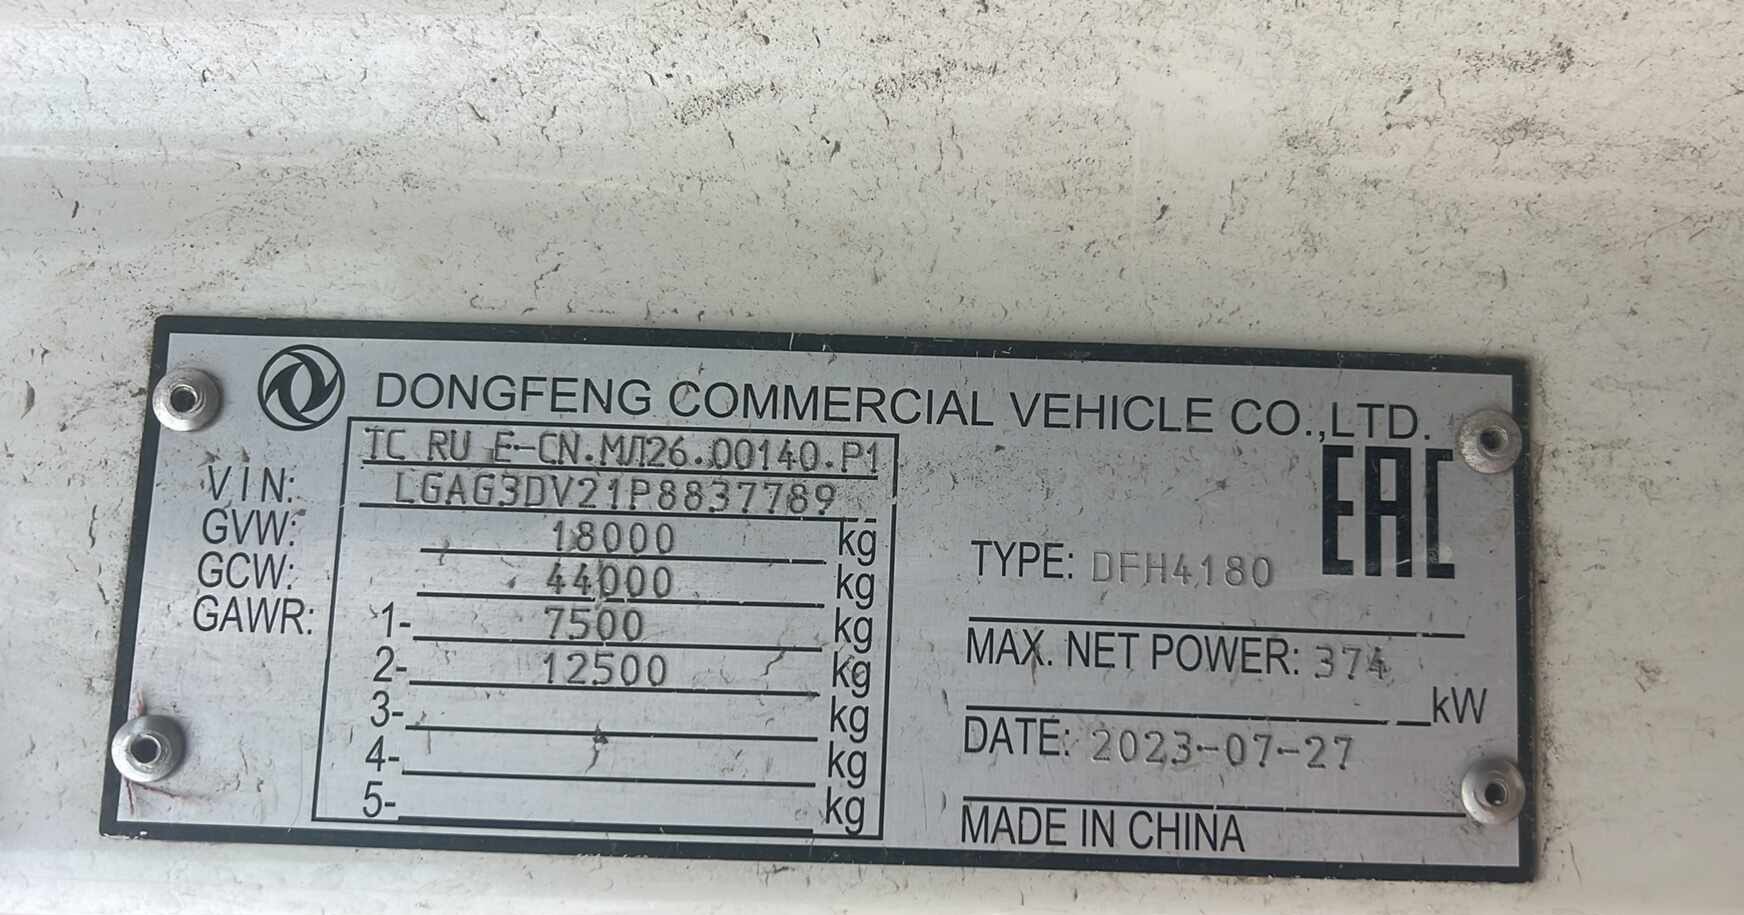 DONGFENG COMMERCIAL VEHICLE CO.,LTD.
TC RU E-CN.МЛ26.00140.P1
VIN: LGAG3DV21P8837789
GVW: 18000 kg
GCW: 44000 kg
GAWR: 1- 7500 kg
2- 12500 kg
3- kg
4- kg
5- kg
EAC
TYPE: DFH4180
MAX. NET POWER: 374
kW
DATE: 2023-07-27
MADE IN CHINA